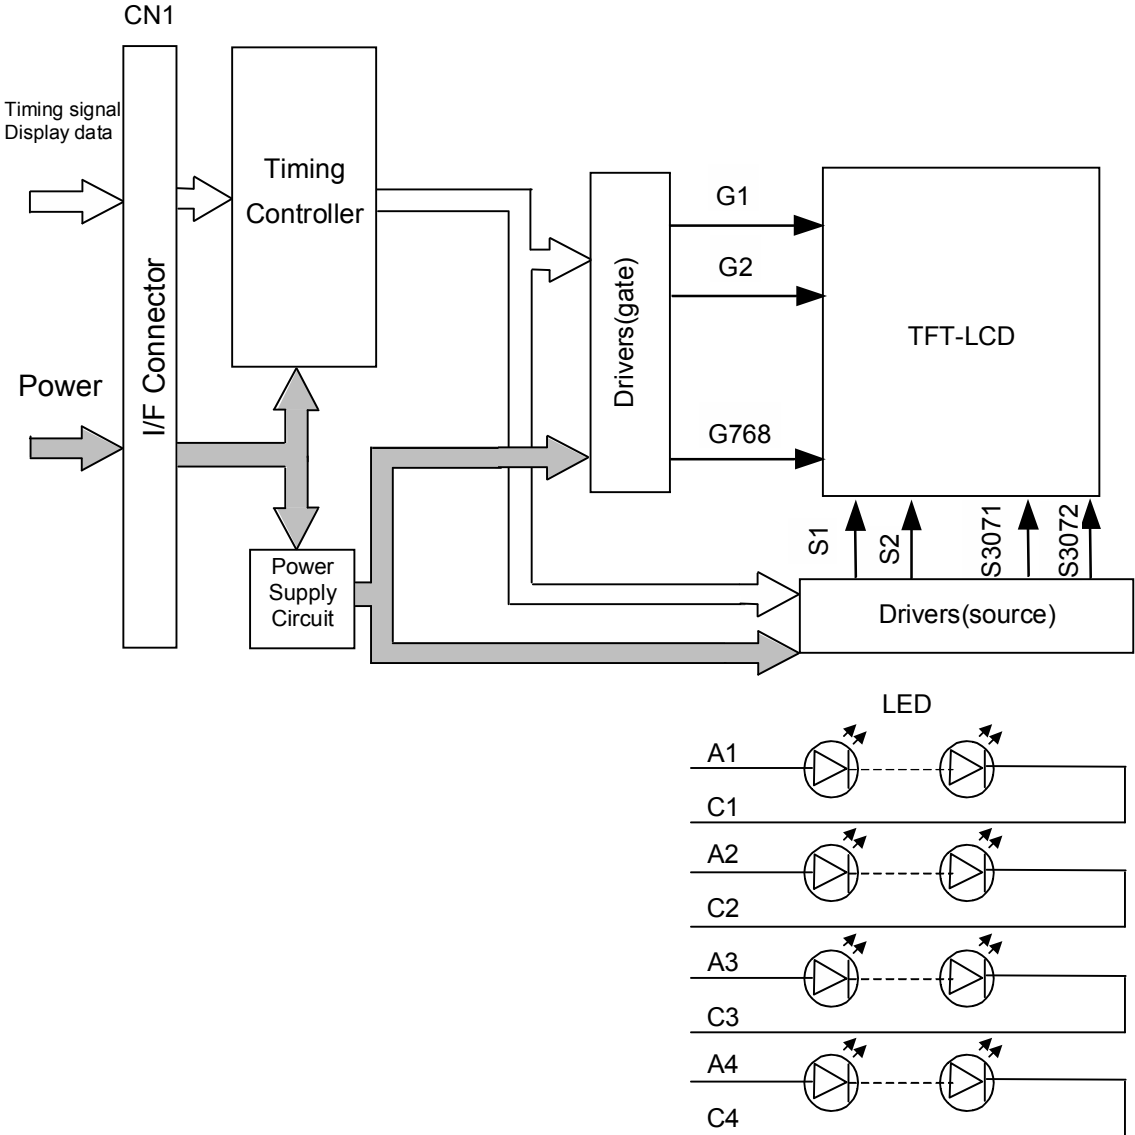 CN1
Timing signal
Display data
Power
I/F Connector
Timing
Controller
Power
Supply
Circuit
Drivers(gate)
G1
G2
G768
TFT-LCD
S1
S2
S3071
S3072
Drivers(source)
LED
A1
C1
A2
C2
A3
C3
A4
C4